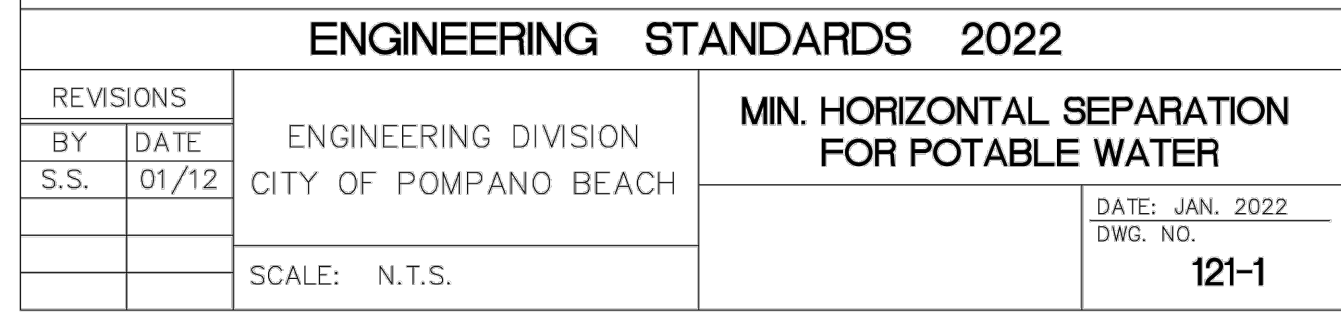 ENGINEERING STANDARDS 2022
REVISIONS
BY DATE
S.S. 01/12
ENGINEERING DIVISION
CITY OF POMPANO BEACH
SCALE: N.T.S.
MIN. HORIZONTAL SEPARATION
FOR POTABLE WATER
DATE: JAN. 2022
DWG. NO.
121-1